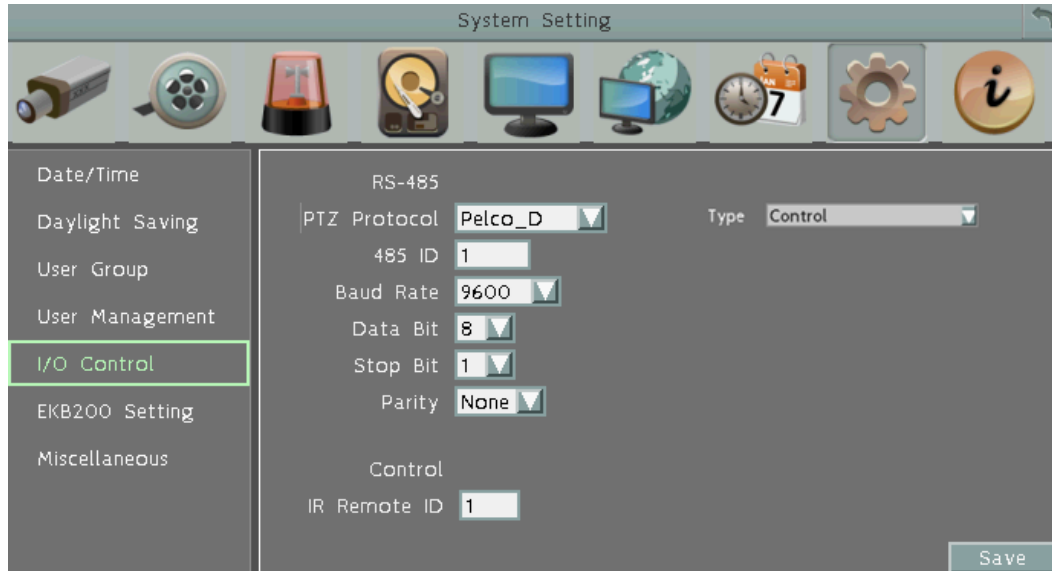 System Setting
JAN
7
i
Date/Time
Daylight Saving
User Group
User Management
I/O Control
EKB200 Setting
Miscellaneous
RS-485
PTZ Protocol Pelco_D Type Control
485 ID 1
Baud Rate 9600
Data Bit 8
Stop Bit 1
Parity None
Control
IR Remote ID 1
Save